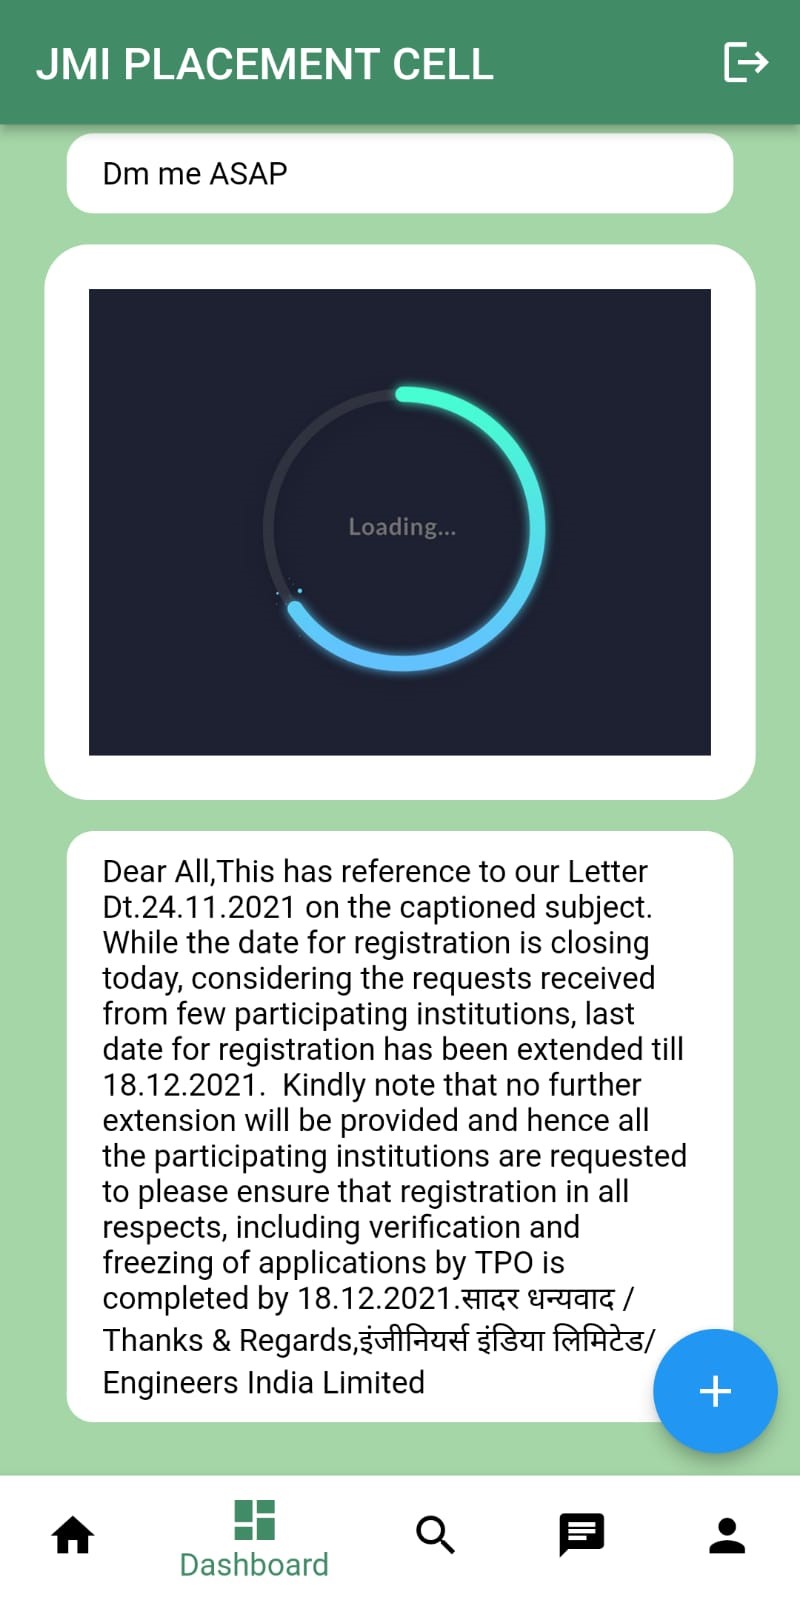 JMI PLACEMENT CELL
Dm me ASAP
Loading...
Dear All,This has reference to our Letter
Dt.24.11.2021 on the captioned subject.
While the date for registration is closing
today, considering the requests received
from few participating institutions, last
date for registration has been extended till
18.12.2021.  Kindly note that no further
extension will be provided and hence all
the participating institutions are requested
to please ensure that registration in all
respects, including verification and
freezing of applications by TPO is
completed by 18.12.2021.सादर धन्यवाद /
Thanks & Regards,इंजीनियर्स इंडिया लिमिटेड/
Engineers India Limited
Dashboard